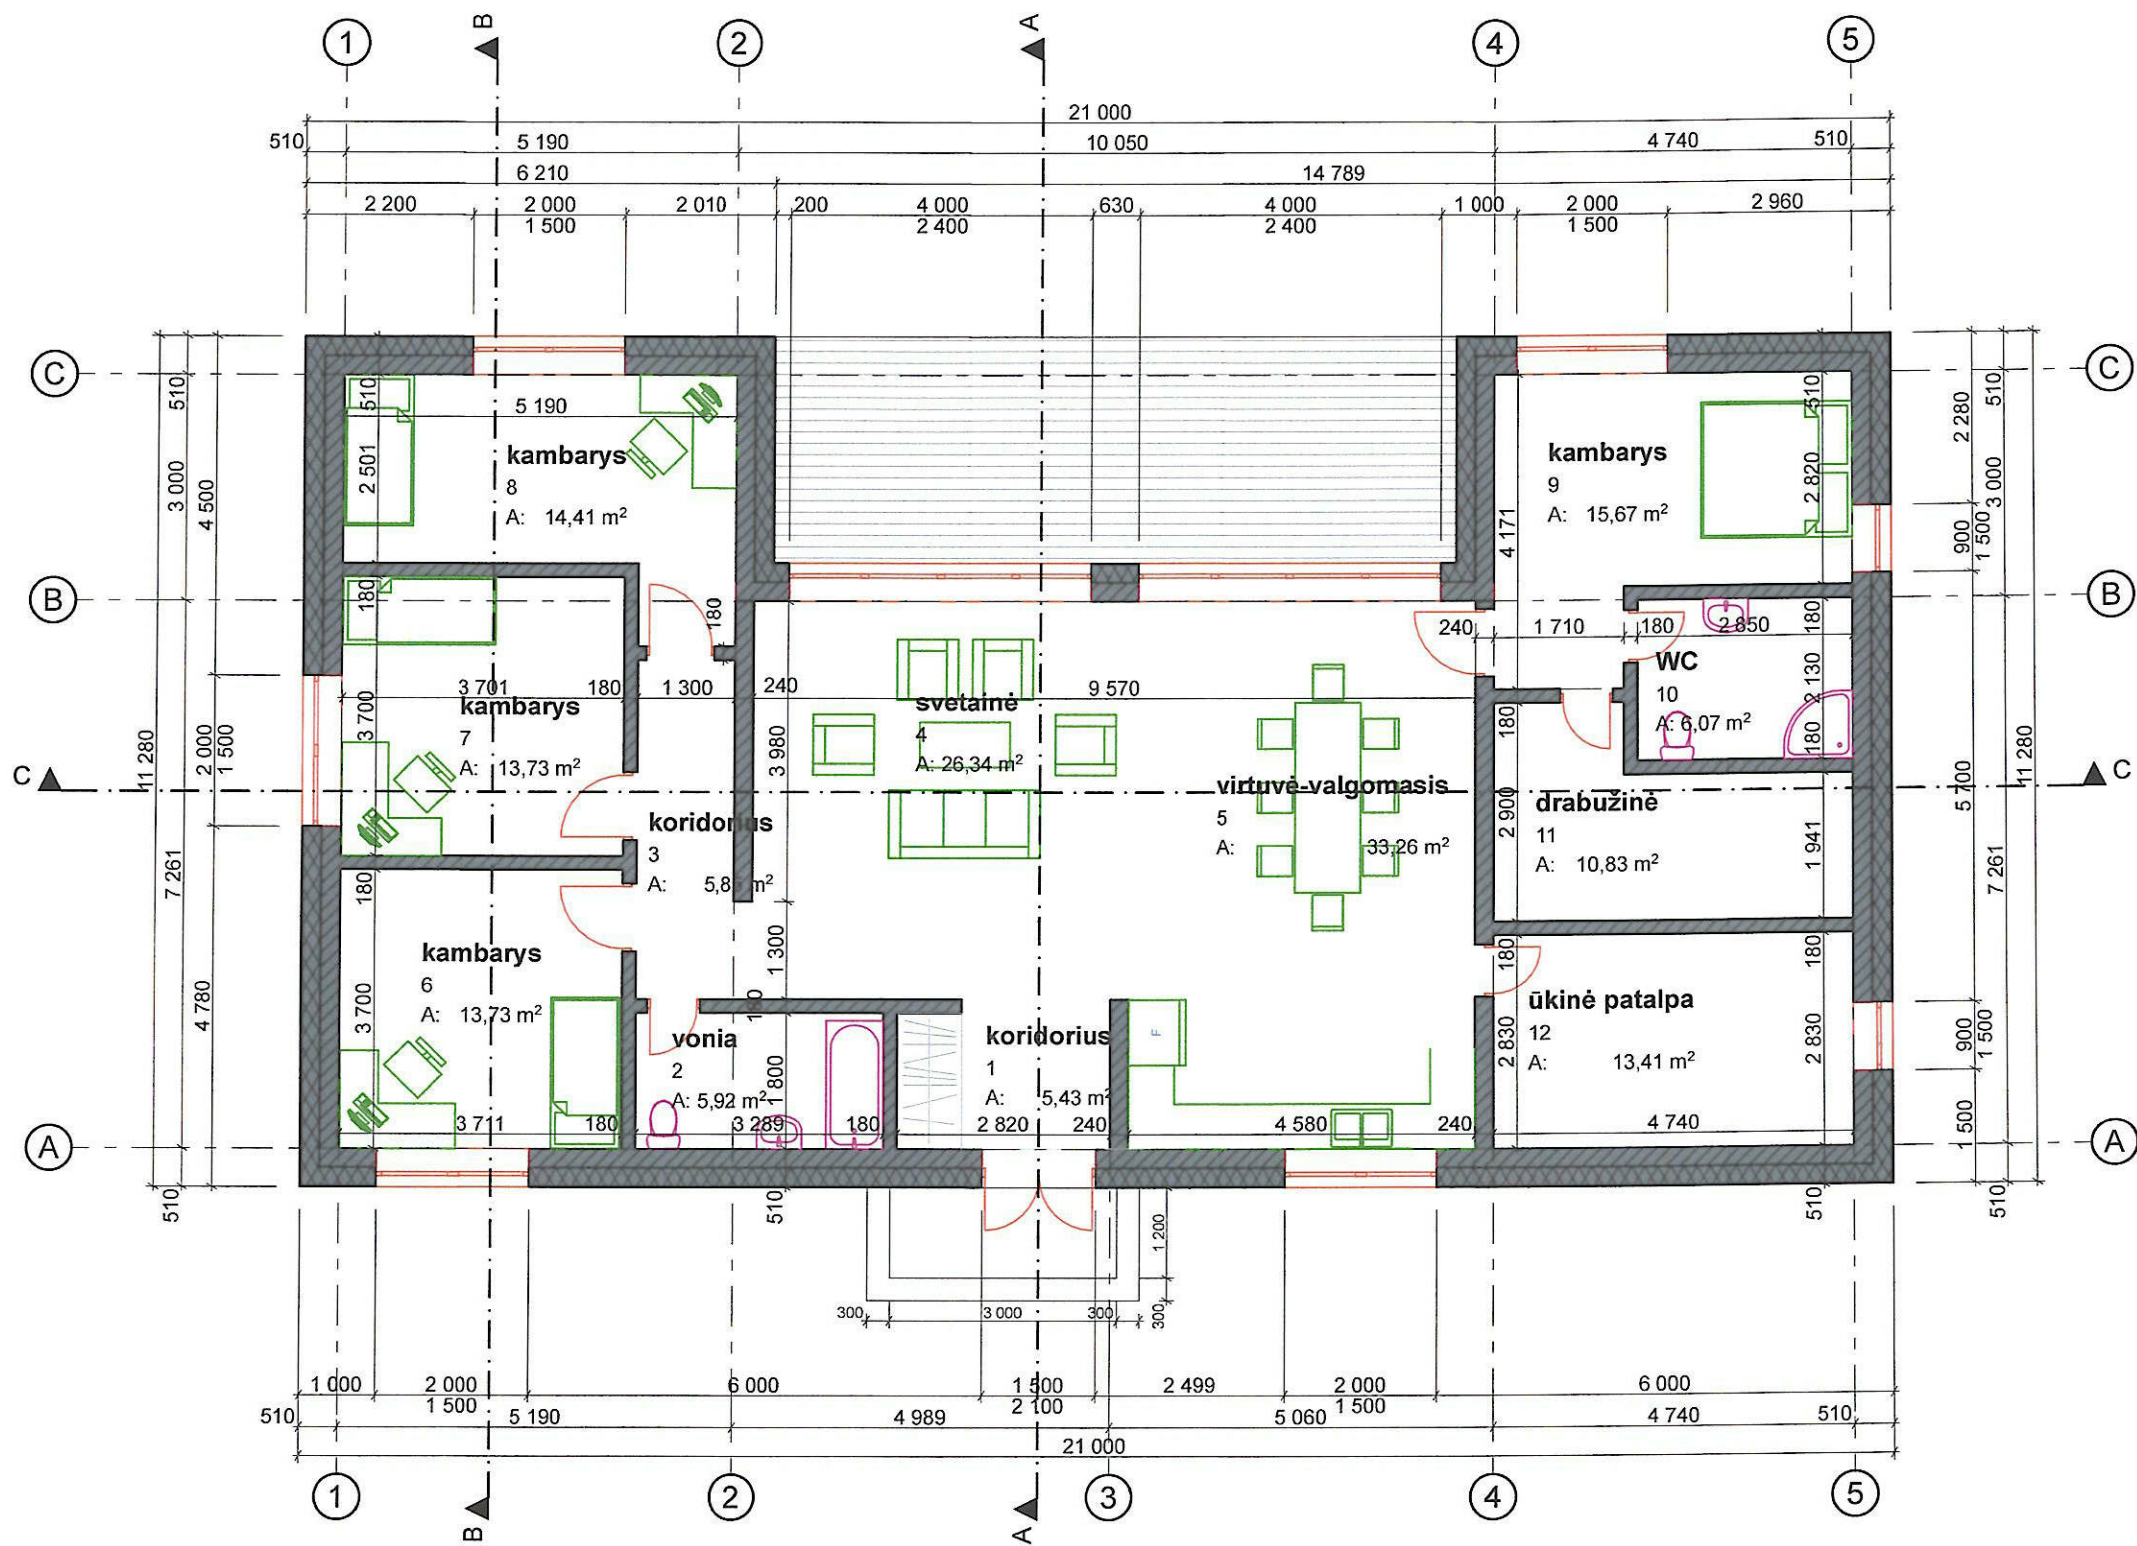 B A
1 2 4 5
21 000
510 5 190 10 050 4 740 510
6 210 14 789
2 200 2 000 2 010 200 4 000 630 4 000 1 000 2 000 2 960
1 500 2 400 2 400 1 500
C C
510 510 510 510
5 190
2 280
kambarys
8
A: 14,41 m²
kambarys
9
A: 15,67 m²
3 000 4 500 2 501 4 171 2 820 3 000
900 1 500
B B
180 180 180
240 1 710 180 2 850
WC
10
A: 6,07 m²
2 130
3 701 180 1 300 240 9 570
kambarys
7
A: 13,73 m²
svetainė
4
A: 26,34 m²
3 700 3 980 180 180
11 280 2 000 1 500 5 700 11 280
C C
virtuvė-valgomasis
5
A: 33,26 m²
drabužinė
11
A: 10,83 m²
2 900 1 941
koridorius
3
A: m²
7 261 180 7 261
kambarys
6
A: 13,73 m²
1 300 180 180
ūkinė patalpa
12
A: 13,41 m²
4 780 3 700 2 830 2 830 900 1 500
vonia
2
A: 5,92 m²
1 800
koridorius
1
A: 5,43 m²
F
3 711 180 3 289 180 2 820 240 4 580 240 4 740
A A
1 500
510 510 510 510
1 200
300 3 000 300 300
1 000 2 000 6 000 1 500 2 499 2 000 6 000
1 500 2 100 1 500
510 5 190 4 989 5 060 4 740 510
21 000
1 2 3 4 5
B A